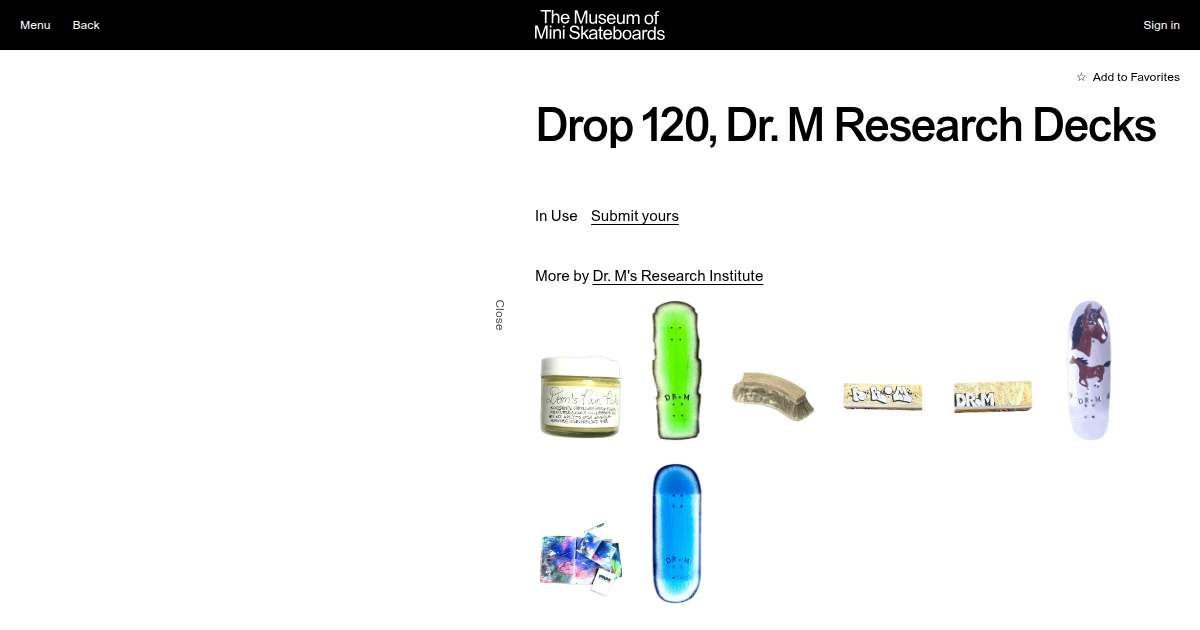 Menu Back
The Museum of
Mini Skateboards
Sign in
☆ Add to Favorites
Drop 120, Dr. M Research Decks
In Use Submit yours
More by Dr. M's Research Institute
Close
DR•M
DR•M
DR•M
DR•M